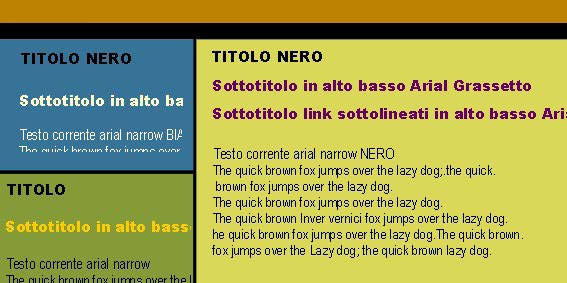 TITOLO NERO
Sottotitolo in alto ba
Testo corrente arial narrow BIA
The quick brown fox jumps over
TITOLO
Sottotitolo in alto bass
Testo corrente arial narrow
The quick brown fox jumps over the l
TITOLO NERO
Sottotitolo in alto basso Arial Grassetto
Sottotitolo link sottolineati in alto basso Aria
Testo corrente arial narrow NERO
The quick brown fox jumps over the lazy dog;.the quick.
brown fox jumps over the lazy dog.
The quick brown fox jumps over the lazy dog.
The quick brown Inver vernici fox jumps over the lazy dog.
he quick brown fox jumps over the lazy dog.The quick brown.
fox jumps over the Lazy dog; the quick brown lazy dog.